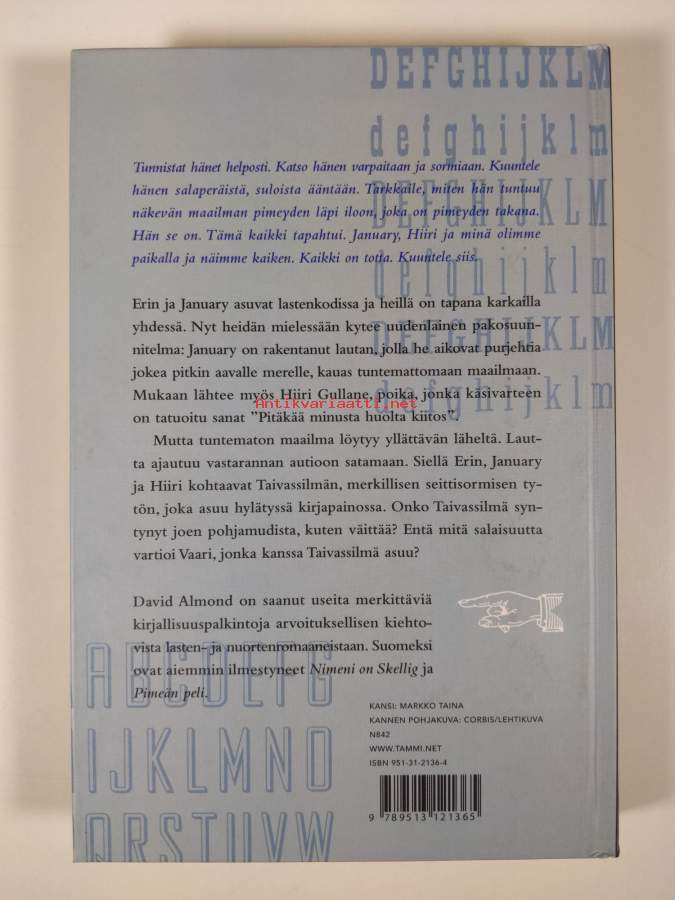 DEFGHIJKLM
defghijklm
Tunnistat hänet helposti. Katso hänen varpaitaan ja sormiaan. Kuuntele
hänen salaperäistä, suloista ääntään. Tarkkaile, miten hän tuntuu
näkevän maailman pimeyden läpi iloon, joka on pimeyden takana.
Hän se on. Tämä kaikki tapahtui. January, Hiiri ja minä olimme
paikalla ja näimme kaiken. Kaikki on totta. Kuuntele siis.
DEFGHIJKLM
defghijklm
DEFGHIJKLM
defghijklm
Erin ja January asuvat lastenkodissa ja heillä on tapana karkailla
yhdessä. Nyt heidän mielessään kytee uudenlainen pakosuun-
nitelma: January on rakentanut lautan, jolla he aikovat purjehtia
jokea pitkin aavalle merelle, kauas tuntemattomaan maailmaan.
Mukaan lähtee myös Hiiri Gullane, poika, jonka käsivarteen
Antikvariaatti.net
on tatuoitu sanat ”Pitäkää minusta huolta kiitos”.
Mutta tuntematon maailma löytyy yllättävän läheltä. Laut-
ta ajautuu vastarannan autioon satamaan. Siellä Erin, January
ja Hiiri kohtaavat Taivassilmän, merkillisen seittisormisen ty-
tön, joka asuu hylätyssä kirjapainossa. Onko Taivassilmä syn-
tynyt joen pohjamudista, kuten väittää? Entä mitä salaisuutta
vartioi Vaari, jonka kanssa Taivassilmä asuu?
David Almond on saanut useita merkittäviä
kirjallisuuspalkintoja arvoituksellisen kiehto-
vista lasten- ja nuortenromaaneistaan. Suomeksi
ovat aiemmin ilmestyneet Nimeni on Skellig ja
Pimeän peli.
ABCDEFG
IJKLMNO
QRSTUVW
KANSI: MARKKO TAINA
KANNEN POHJAKUVA: CORBIS/LEHTIKUVA
N842
WWW.TAMMI.NET
ISBN 951-31-2136-4
9 789513 121365